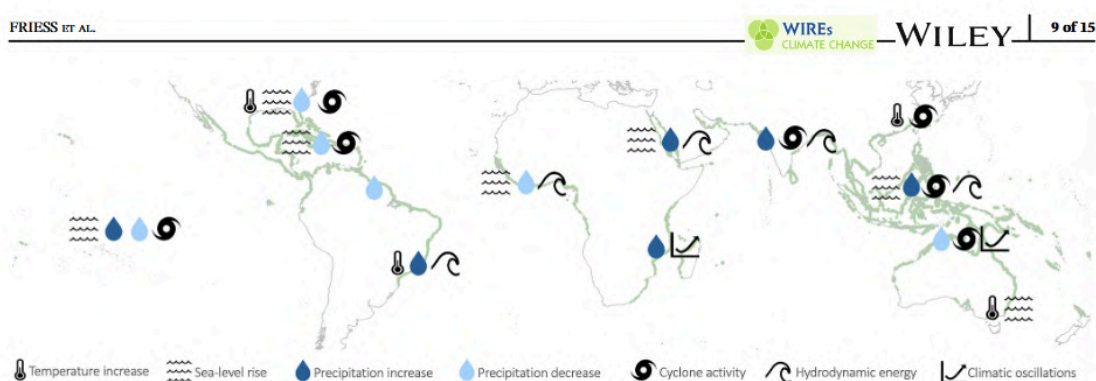 FRIESS ET AL.
WIREs
CLIMATE CHANGE
WILEY
9 of 15
Temperature increase
Sea-level rise
Precipitation increase
Precipitation decrease
Cyclone activity
Hydrodynamic energy
Climatic oscillations